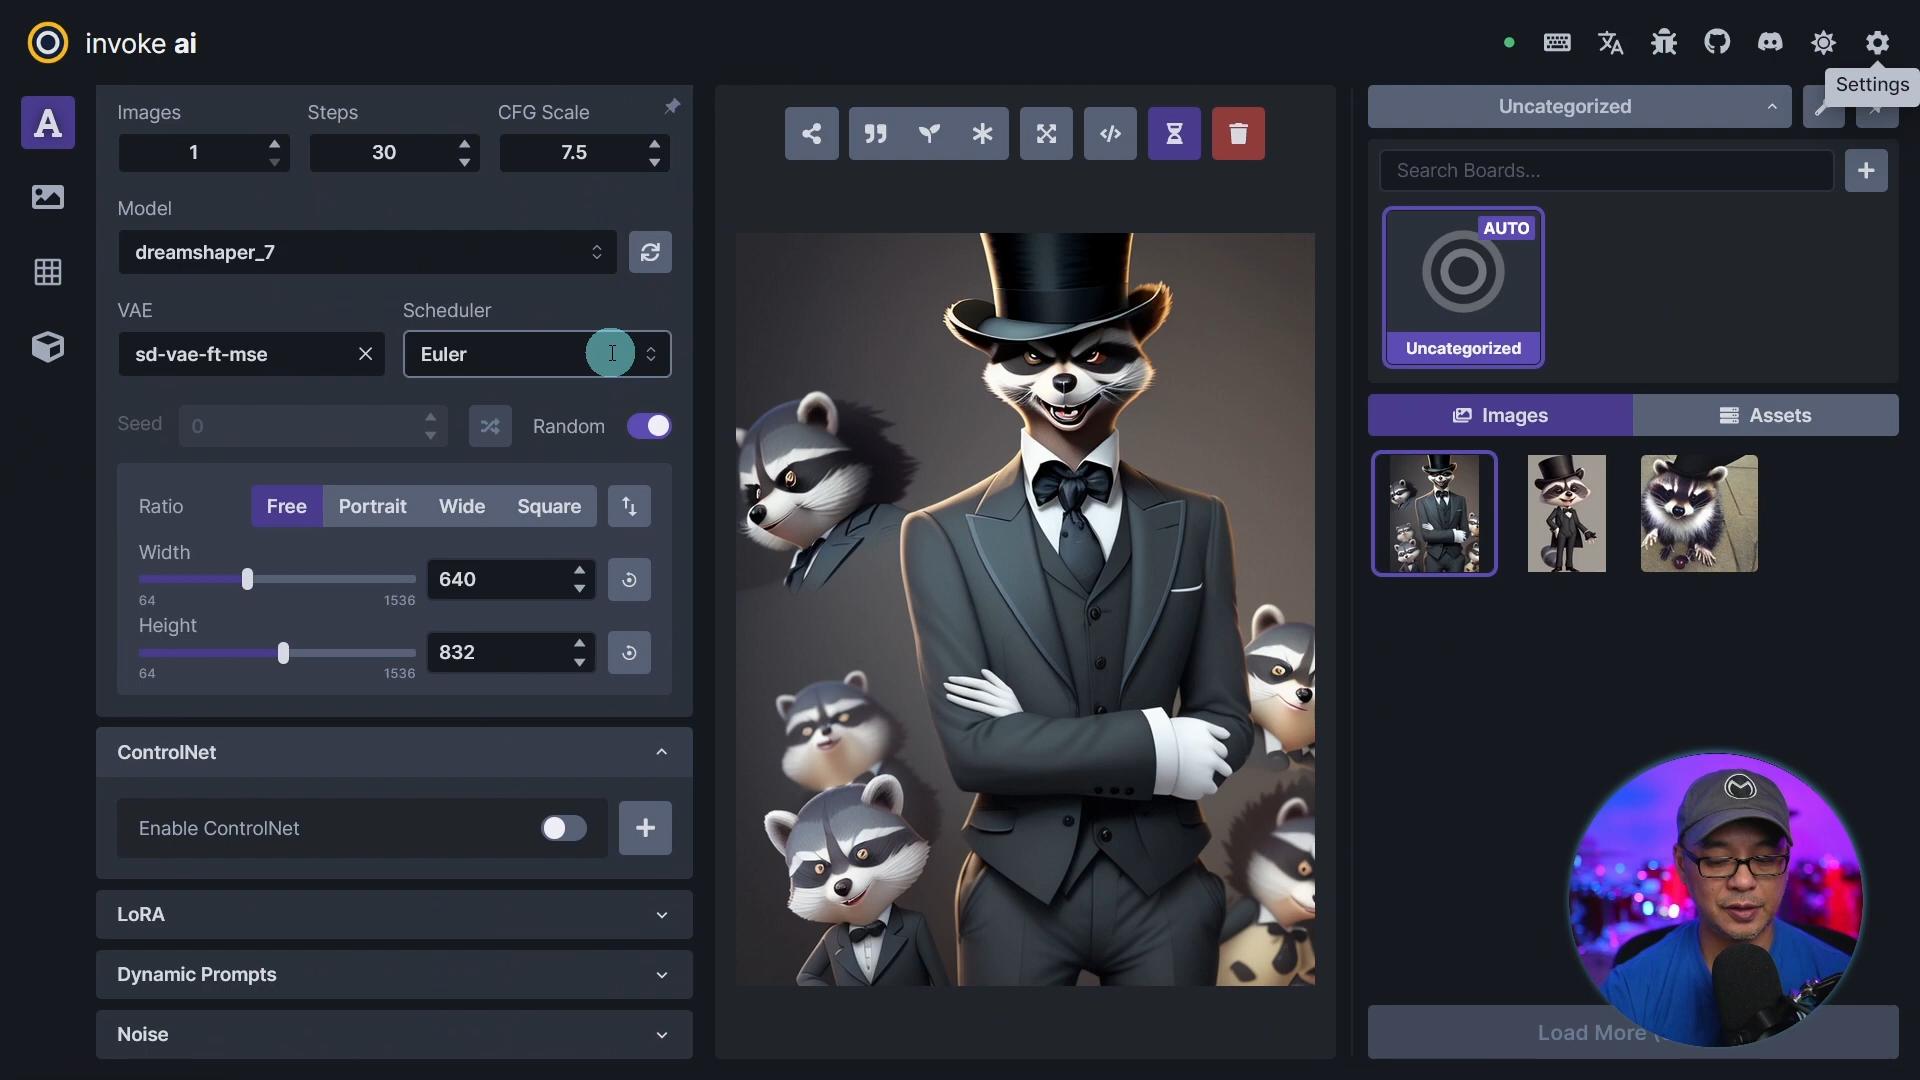 invoke ai
Settings
Images
Steps
CFG Scale
1
30
7.5
Model
dreamshaper_7
VAE
Scheduler
sd-vae-ft-mse
Euler
Seed
0
Random
Ratio
Free
Portrait
Wide
Square
Width
640
64
1536
Height
832
64
1536
ControlNet
Enable ControlNet
LoRA
Dynamic Prompts
Noise
Uncategorized
Search Boards...
AUTO
Uncategorized
Images
Assets
Load More